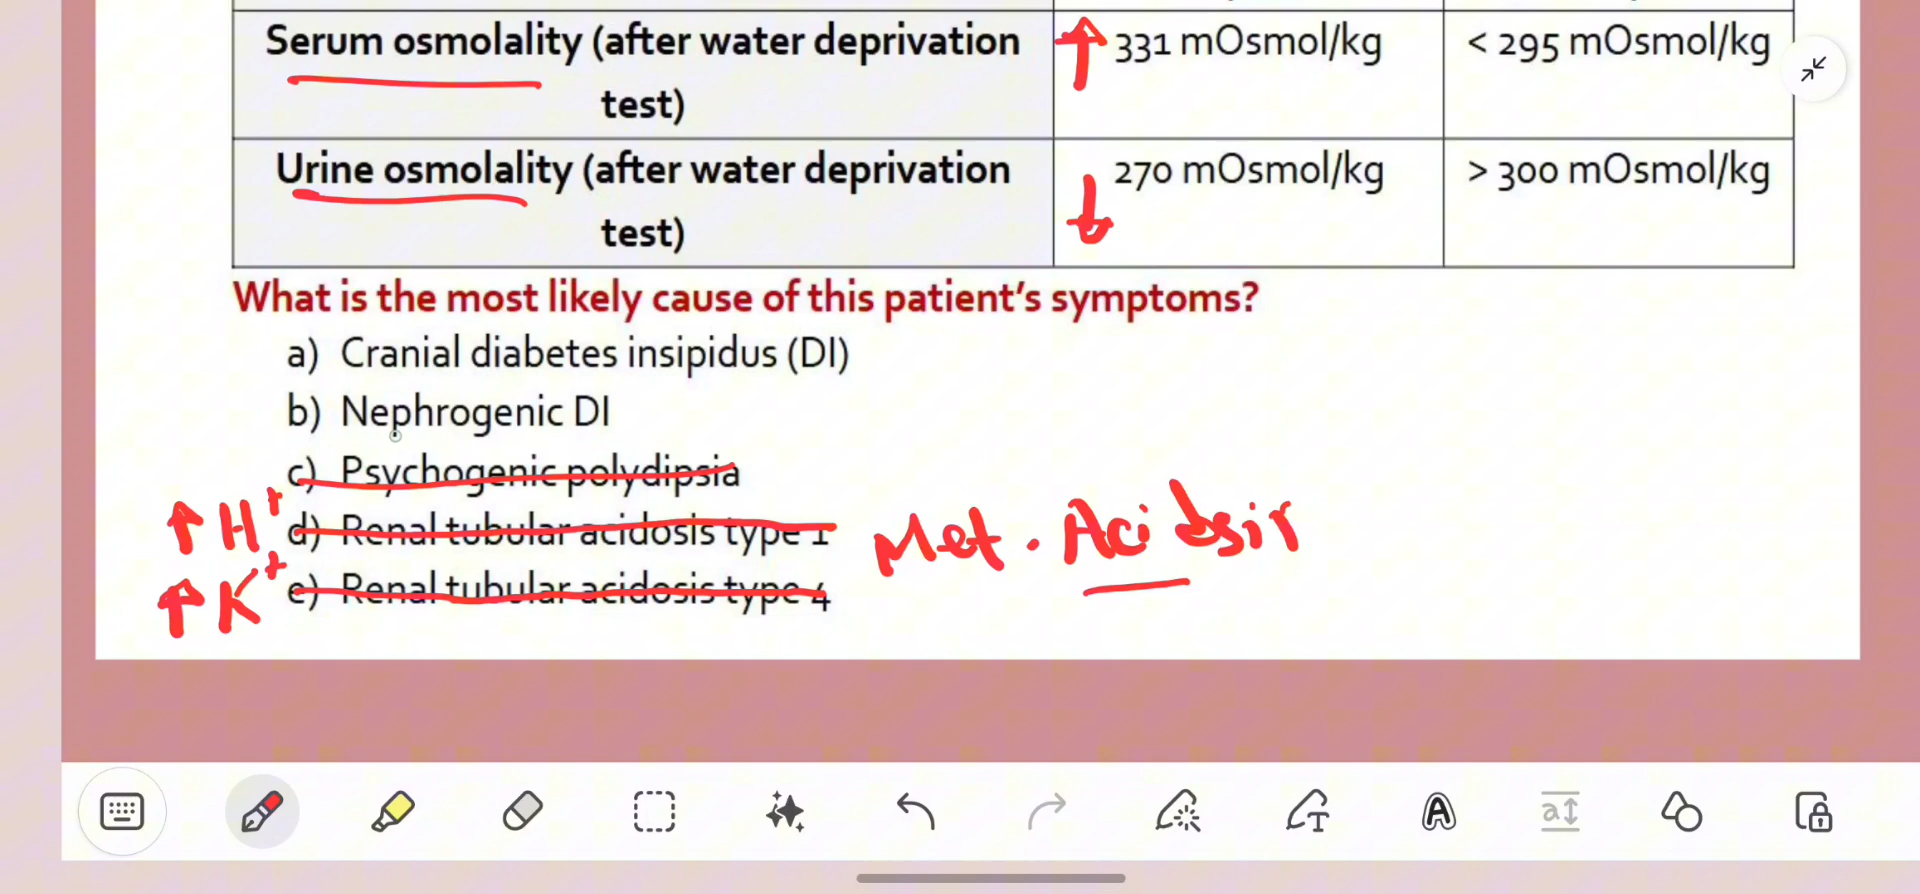 Serum osmolality (after water deprivation test) ↑ 331 mOsmol/kg < 295 mOsmol/kg
Urine osmolality (after water deprivation test) ↓ 270 mOsmol/kg > 300 mOsmol/kg
What is the most likely cause of this patient's symptoms?
a) Cranial diabetes insipidus (DI)
b) Nephrogenic DI
c) Psychogenic polydipsia
↑ H+ d) Renal tubular acidosis type 1 Met. Acidosis
↑ K+ e) Renal tubular acidosis type 4